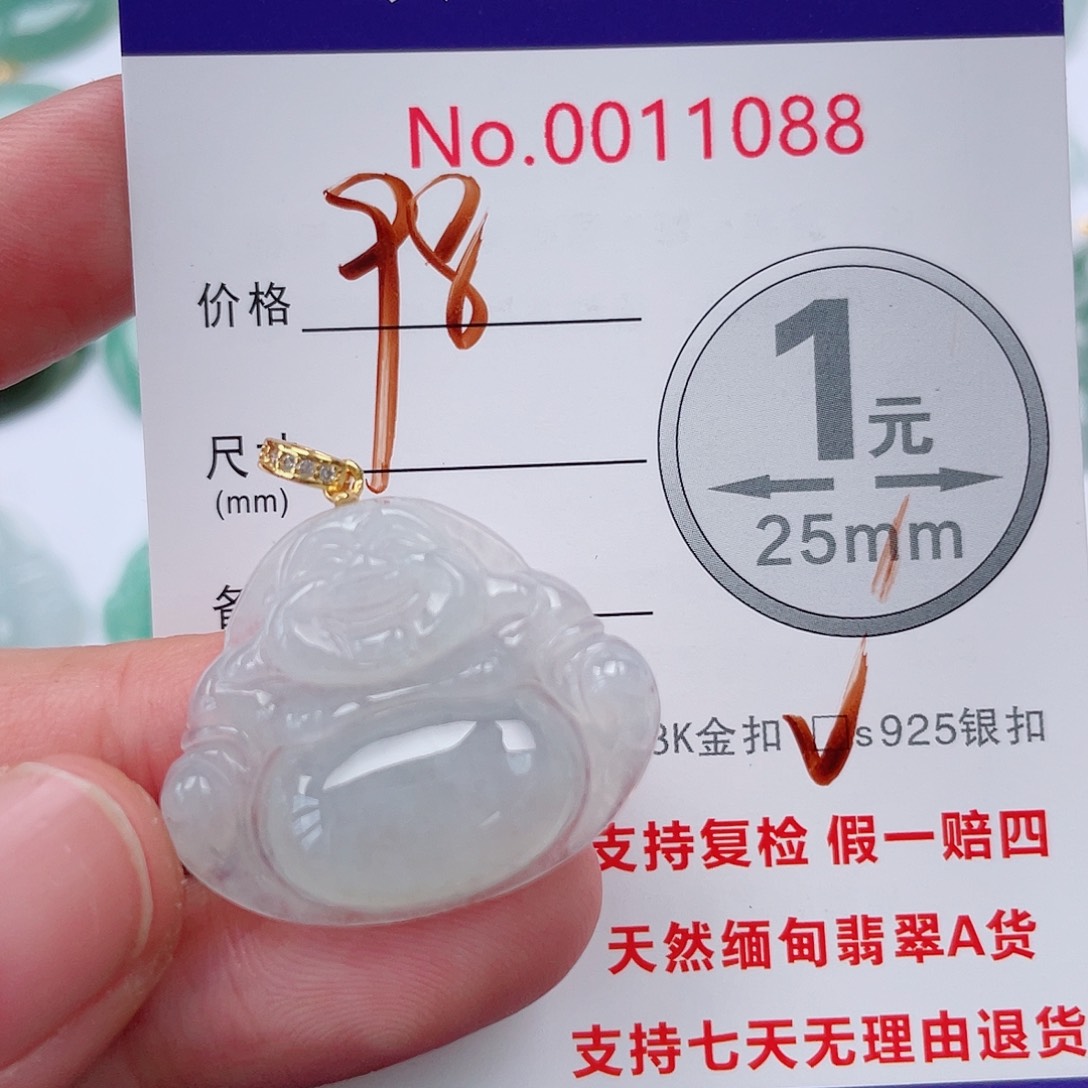 No.0011088
价格 98
1元
尺
(mm)
25mm
K金扣 ☑s925银扣
支持复检 假一赔四
天然缅甸翡翠A货
支持七天无理由退货